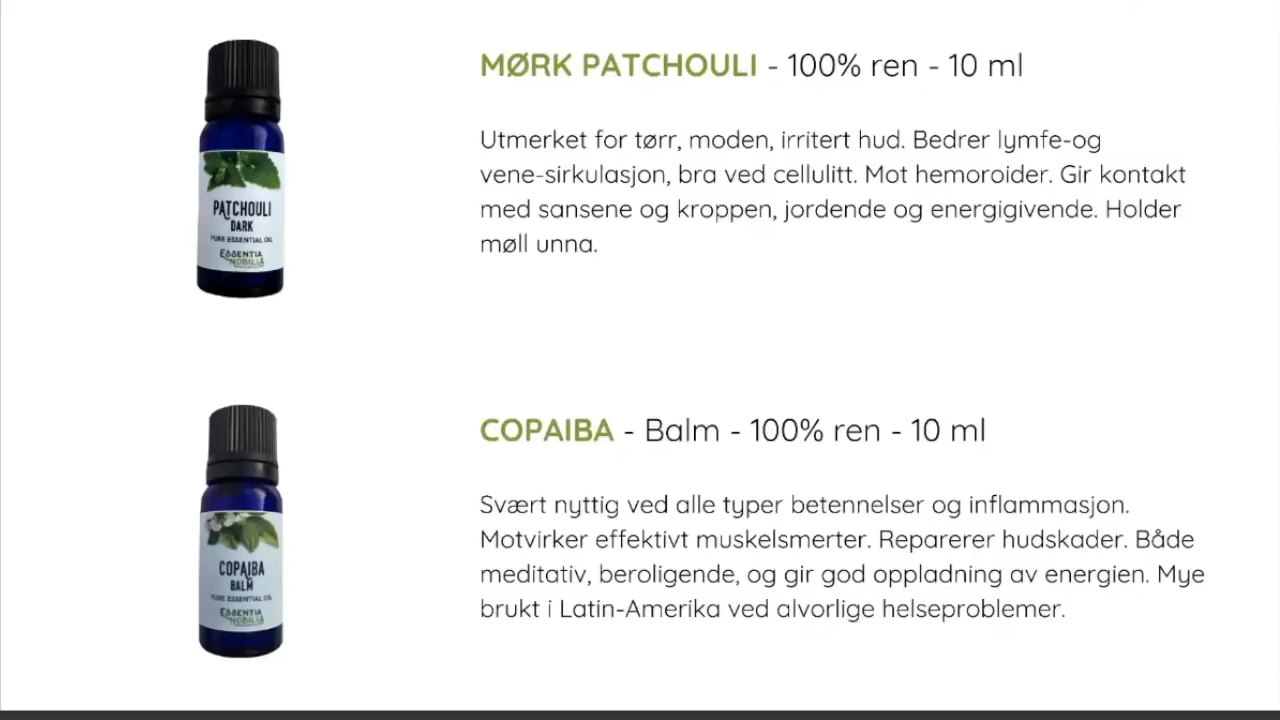 MØRK PATCHOULI - 100% ren - 10 ml
Utmerket for tørr, moden, irritert hud. Bedrer lymfe-og
vene-sirkulasjon, bra ved cellulitt. Mot hemoroider. Gir kontakt
med sansene og kroppen, jordende og energigivende. Holder
møll unna.
PATCHOULI
DARK
PURE ESSENTIAL OIL
ESSENTIA
NOBILIA
COPAIBA - Balm - 100% ren - 10 ml
Svært nyttig ved alle typer betennelser og inflammasjon.
Motvirker effektivt muskelsmerter. Reparerer hudskader. Både
meditativ, beroligende, og gir god oppladning av energien. Mye
brukt i Latin-Amerika ved alvorlige helseproblemer.
COPAIBA
BALM
PURE ESSENTIAL OIL
ESSENTIA
NOBILIA